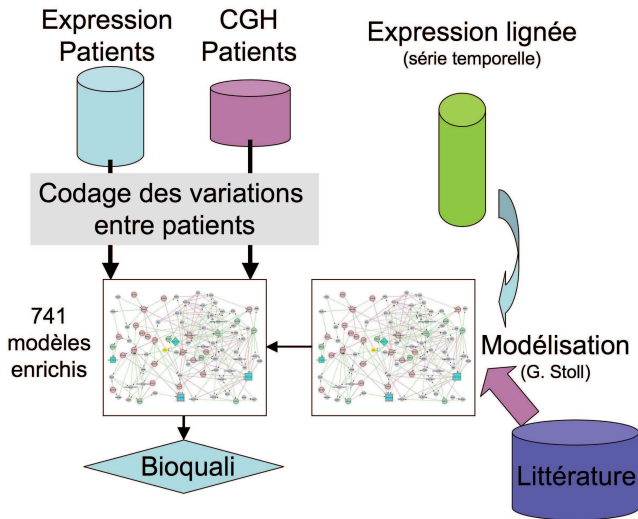 Expression
Patients
CGH
Patients
Expression lignée
(série temporelle)
Codage des variations
entre patients
741
modèles
enrichis
Modélisation
(G. Stoll)
Bioquali
Littérature